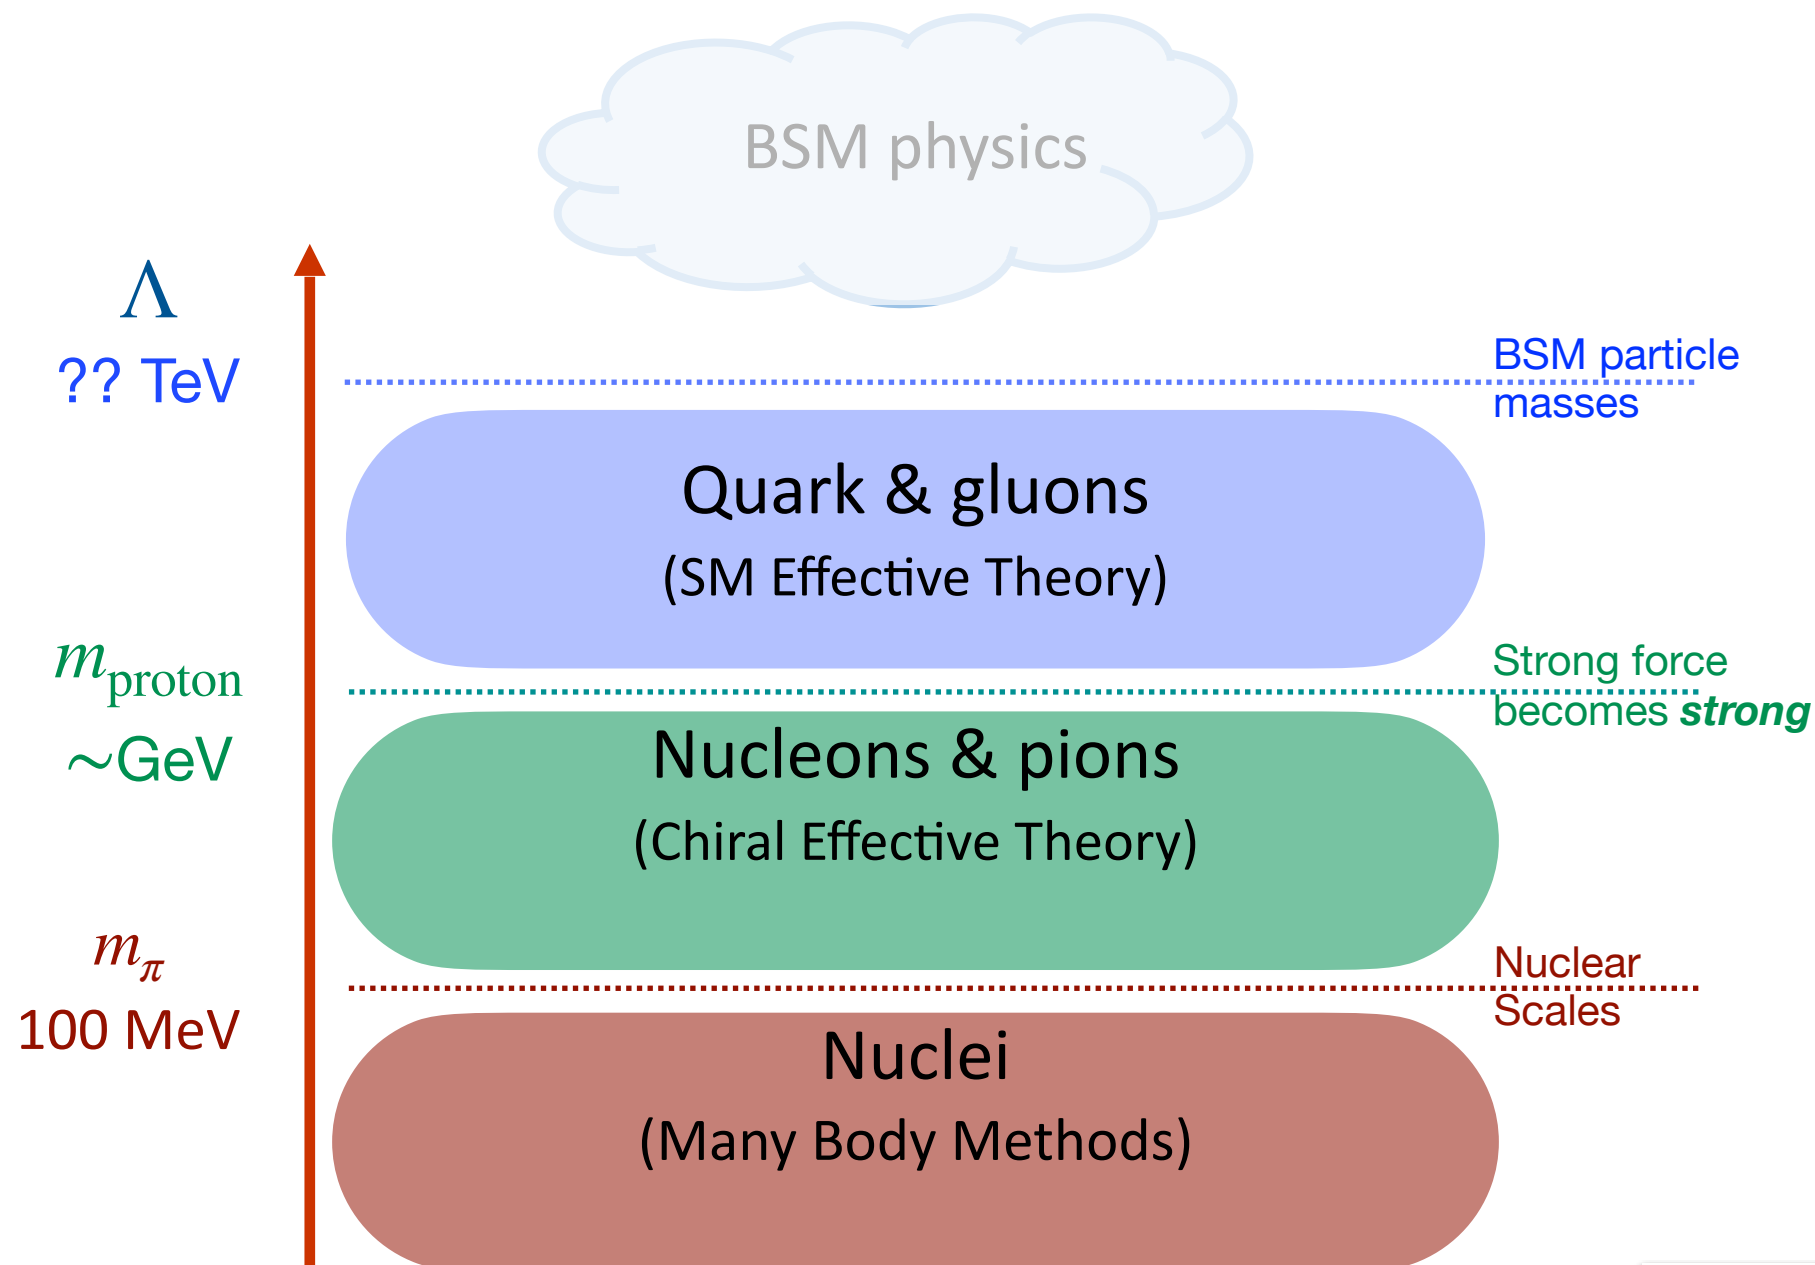 BSM physics
Λ
?? TeV
BSM particle
masses
Quark & gluons
(SM Effective Theory)
m_proton
~GeV
Strong force
becomes strong
Nucleons & pions
(Chiral Effective Theory)
m_π
100 MeV
Nuclear
Scales
Nuclei
(Many Body Methods)